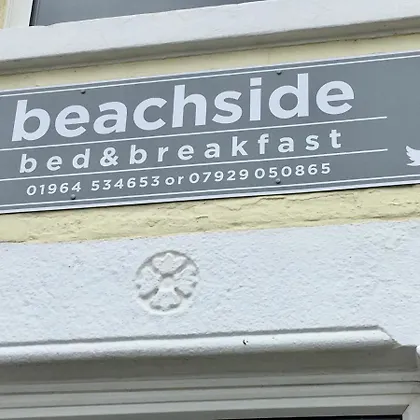 beachside
bed&breakfast
01964 534653 or 07929 050865